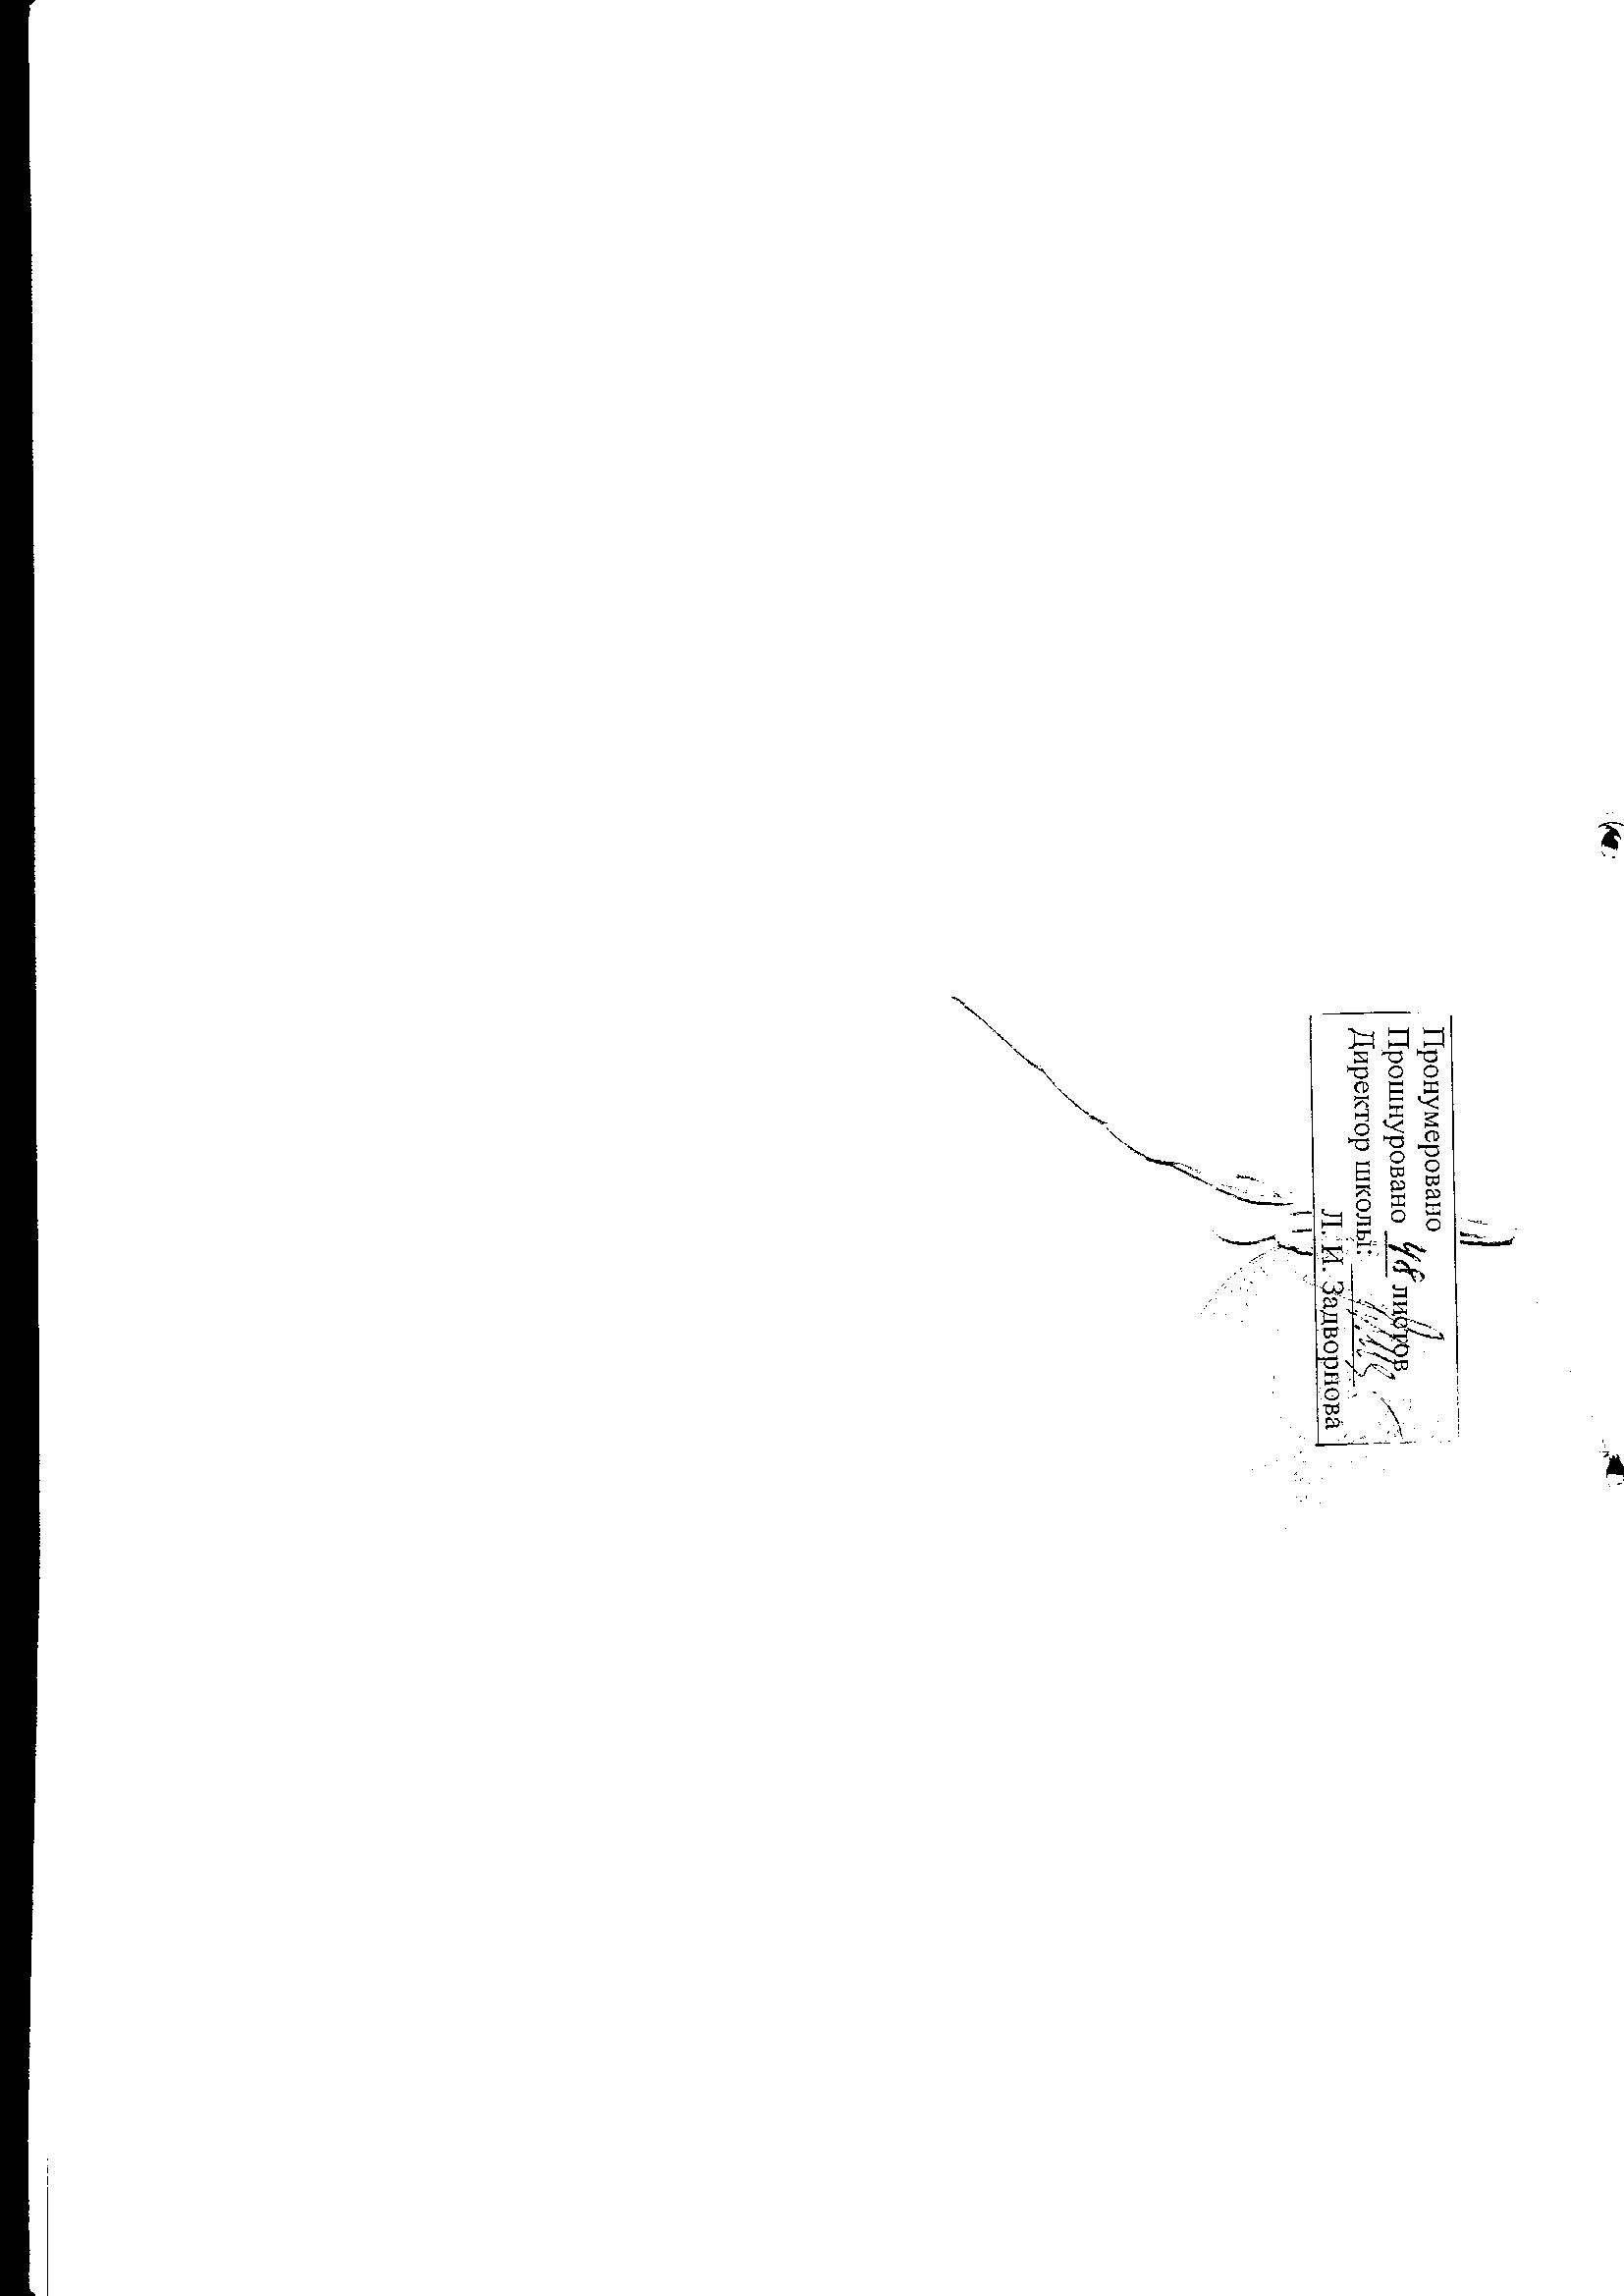 Пронумеровано
Прошнуровано 48 листов
Директор школы:
Л. И. Задворнова